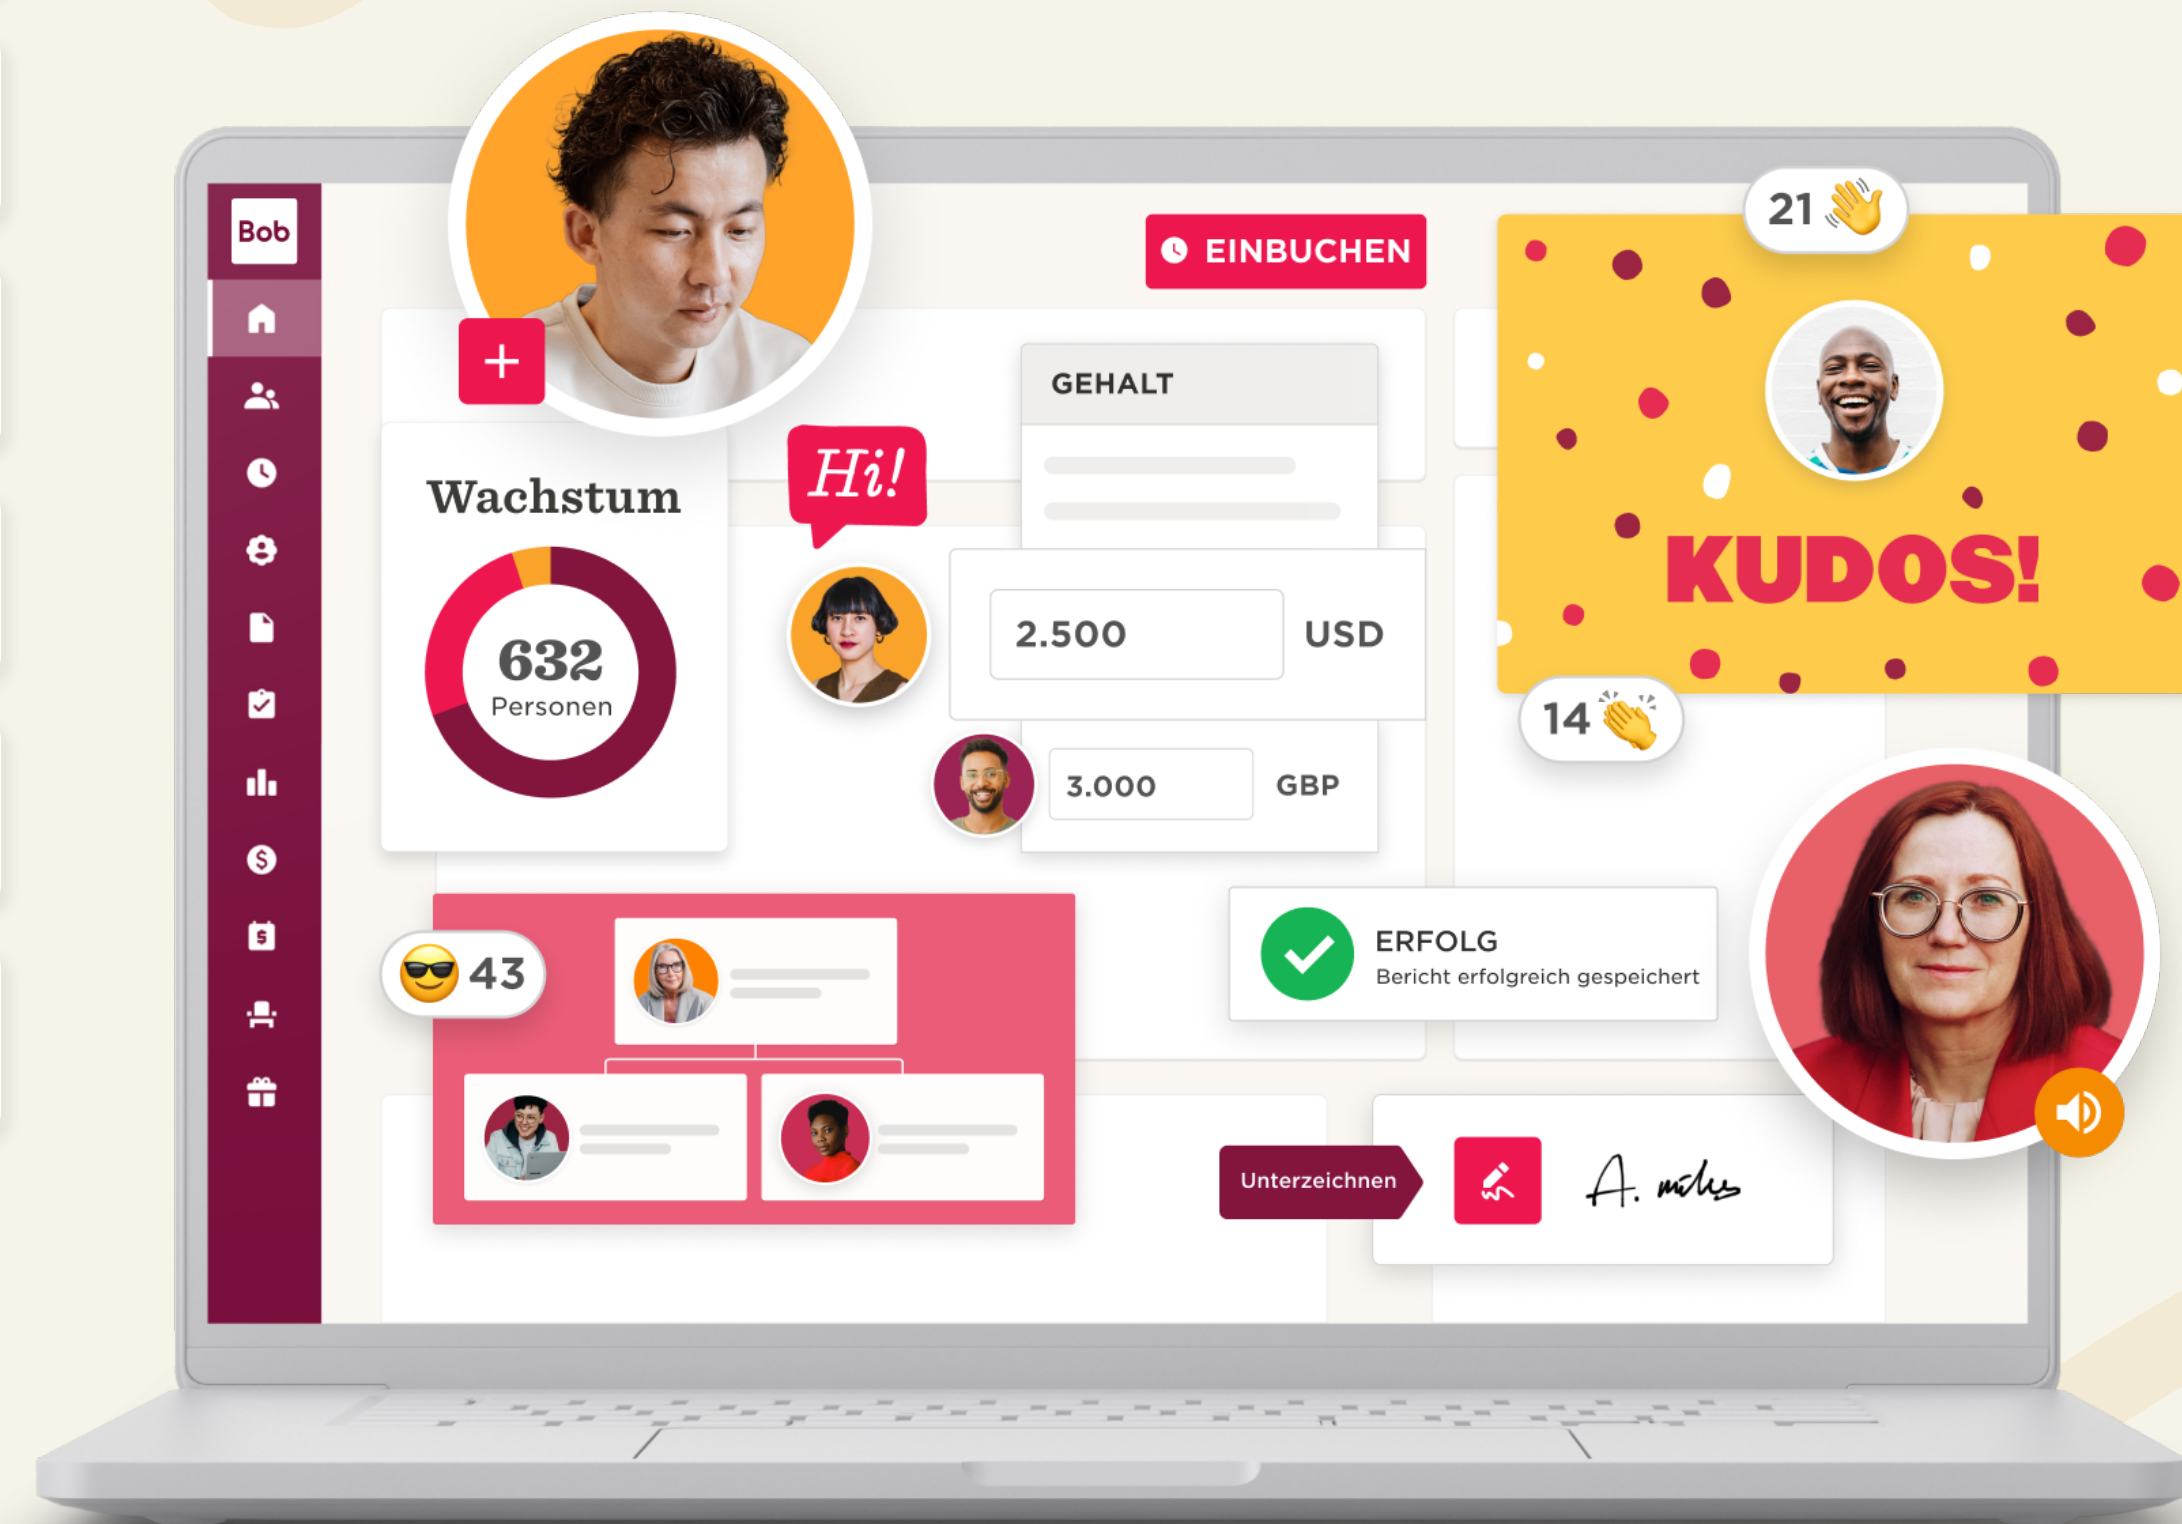 Bob
EINBUCHEN
21
GEHALT
Hi!
Wachstum
632
Personen
2.500 USD
3.000 GBP
KUDOS!
14
43
ERFOLG
Bericht erfolgreich gespeichert
Unterzeichnen